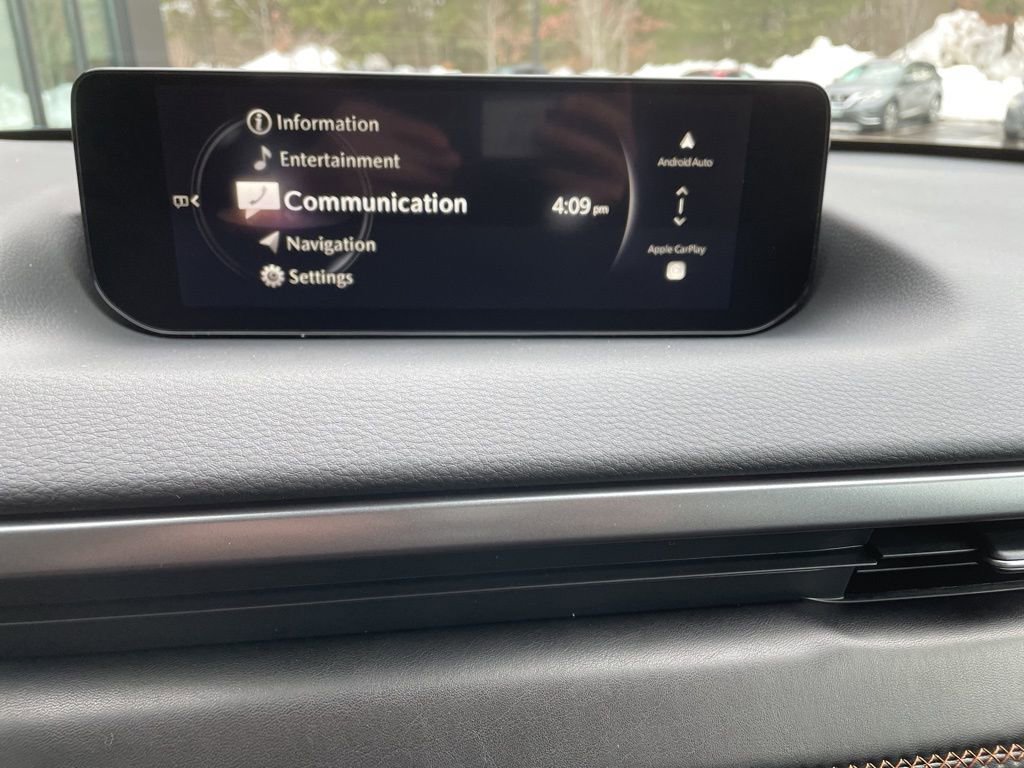 Information
Entertainment
Communication
Navigation
Settings
4:09 pm
Android Auto
Apple CarPlay